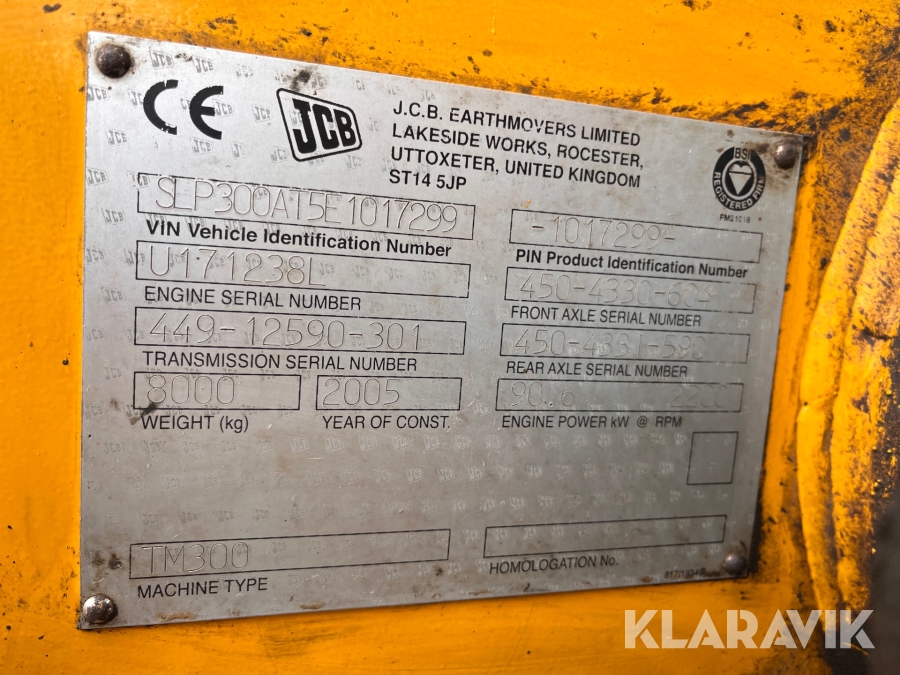 CE
JCB
J.C.B. EARTHMOVERS LIMITED
LAKESIDE WORKS, ROCESTER,
UTTOXETER, UNITED KINGDOM
ST14 5JP
BSI
REGISTERED FIRM
SLP300AT5E1017299
VIN Vehicle Identification Number
-1017299-
PIN Product Identification Number
U171238L
ENGINE SERIAL NUMBER
FRONT AXLE SERIAL NUMBER
449-12590-301
TRANSMISSION SERIAL NUMBER
REAR AXLE SERIAL NUMBER
8000
WEIGHT (kg)
2005
YEAR OF CONST.
2200
ENGINE POWER kW @ RPM
TM300
MACHINE TYPE
HOMOLOGATION No.
KLARAVIK